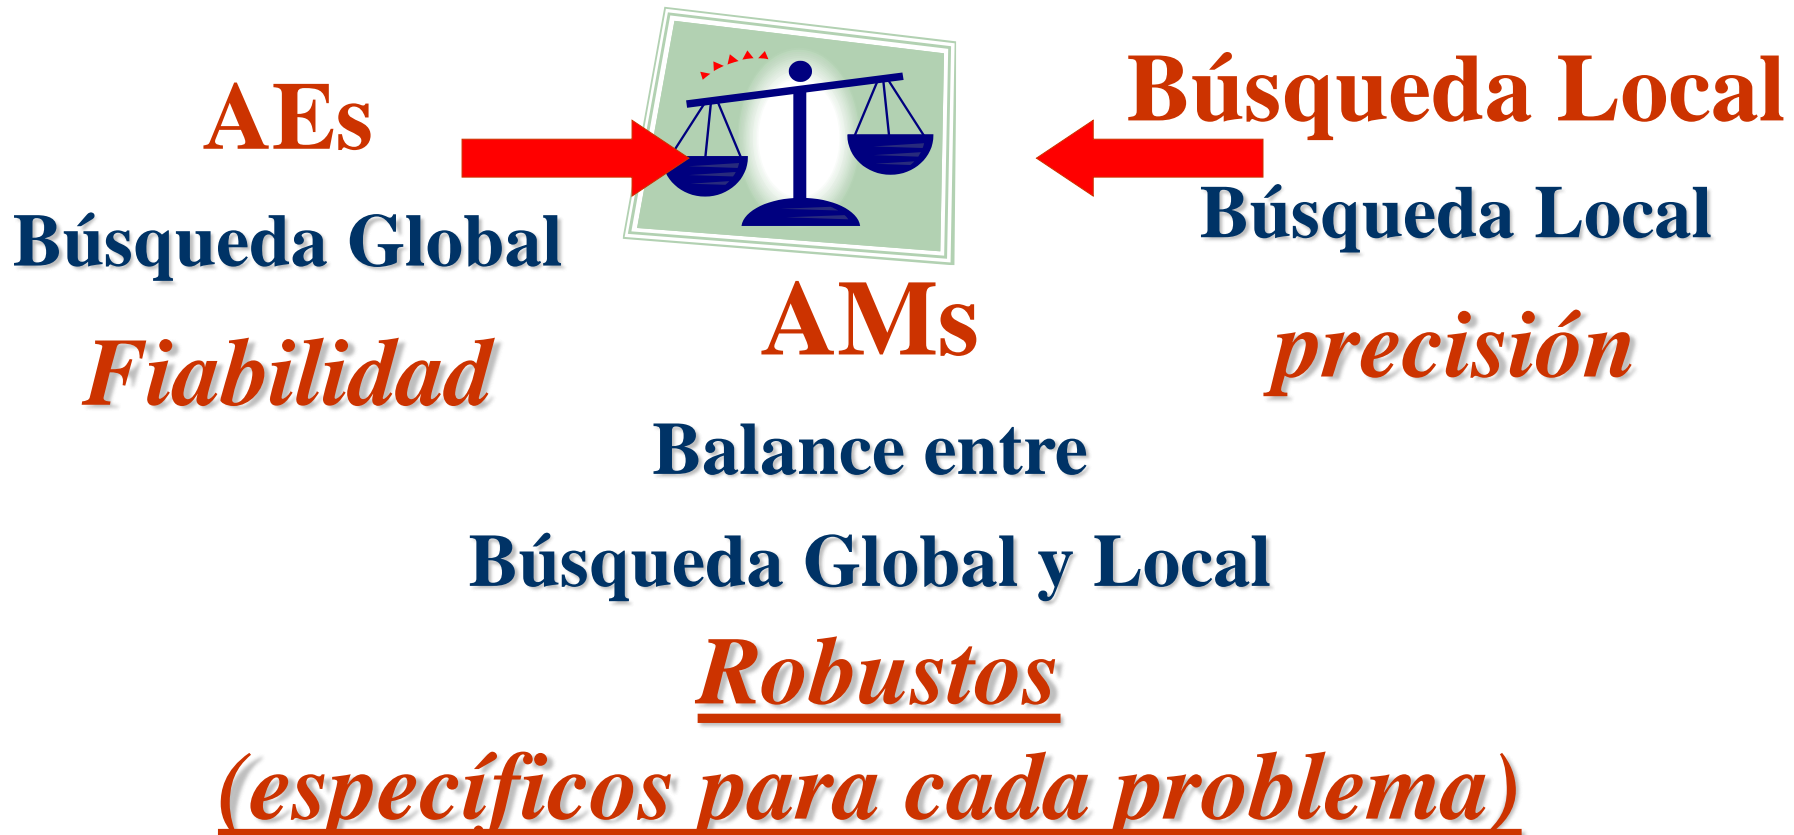 AEs
Búsqueda Global
Fiabilidad
Búsqueda Local
Búsqueda Local
precisión
AMs
Balance entre
Búsqueda Global y Local
Robustos
(específicos para cada problema)